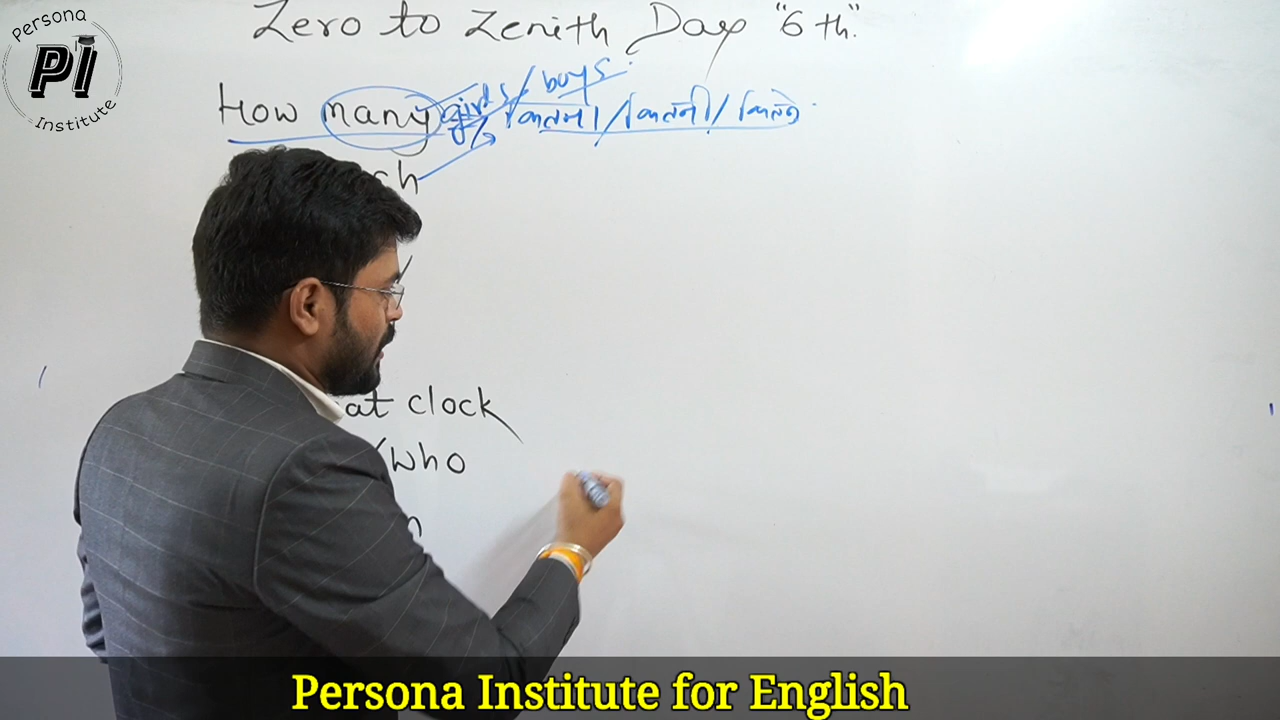 Persona
PI
Institute
Zero to Zenith Day "6th"
How many girls/boys
कितना/कितनी/कितने
at clock
/who
Persona Institute for English